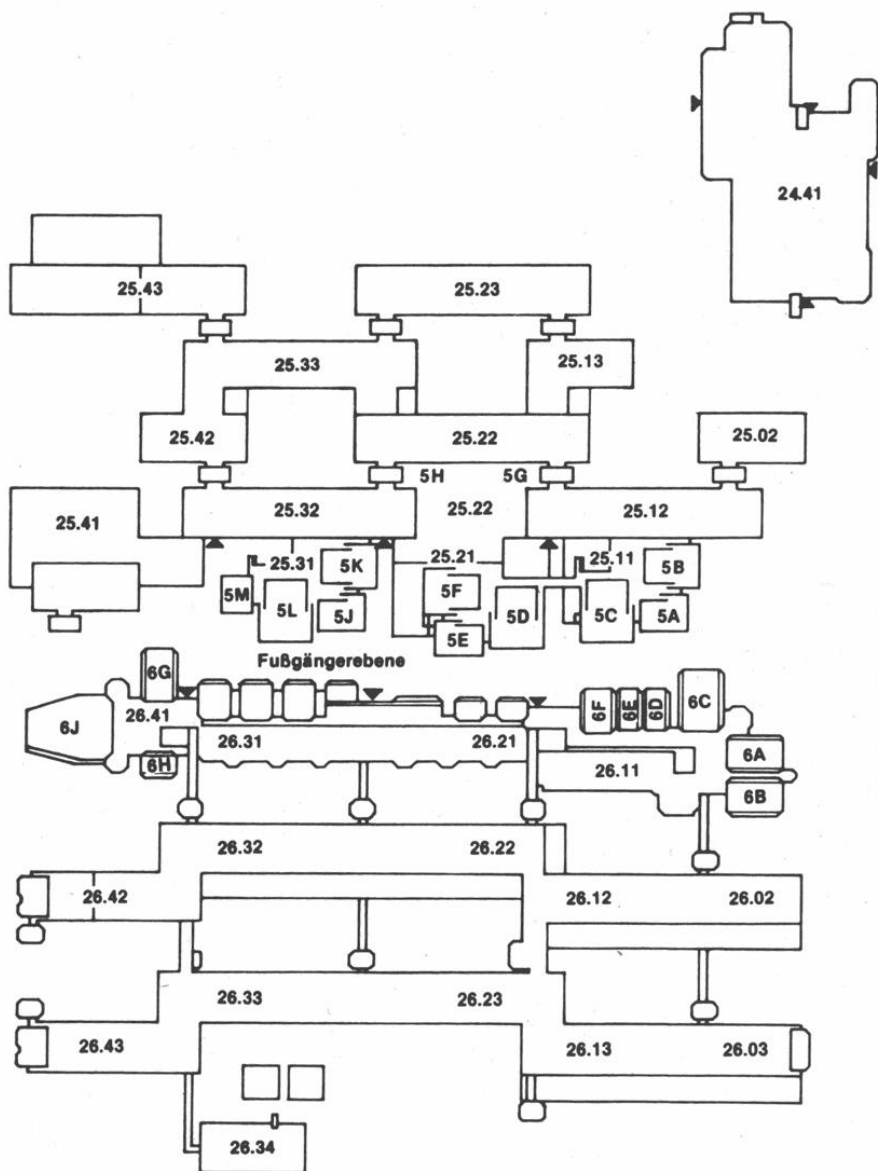 24.41
25.43
25.23
25.33
25.13
25.42
25.22
25.02
5H
5G
25.41
25.32
25.22
25.12
25.31
5K
25.21
25.11
5B
5M
5L
5J
5F
5E
5D
5C
5A
Fußgängerebene
6G
6J
26.41
6H
26.31
26.21
6F
6E
6D
6C
26.11
6A
6B
26.32
26.22
26.42
26.12
26.02
26.33
26.23
26.43
26.13
26.03
26.34